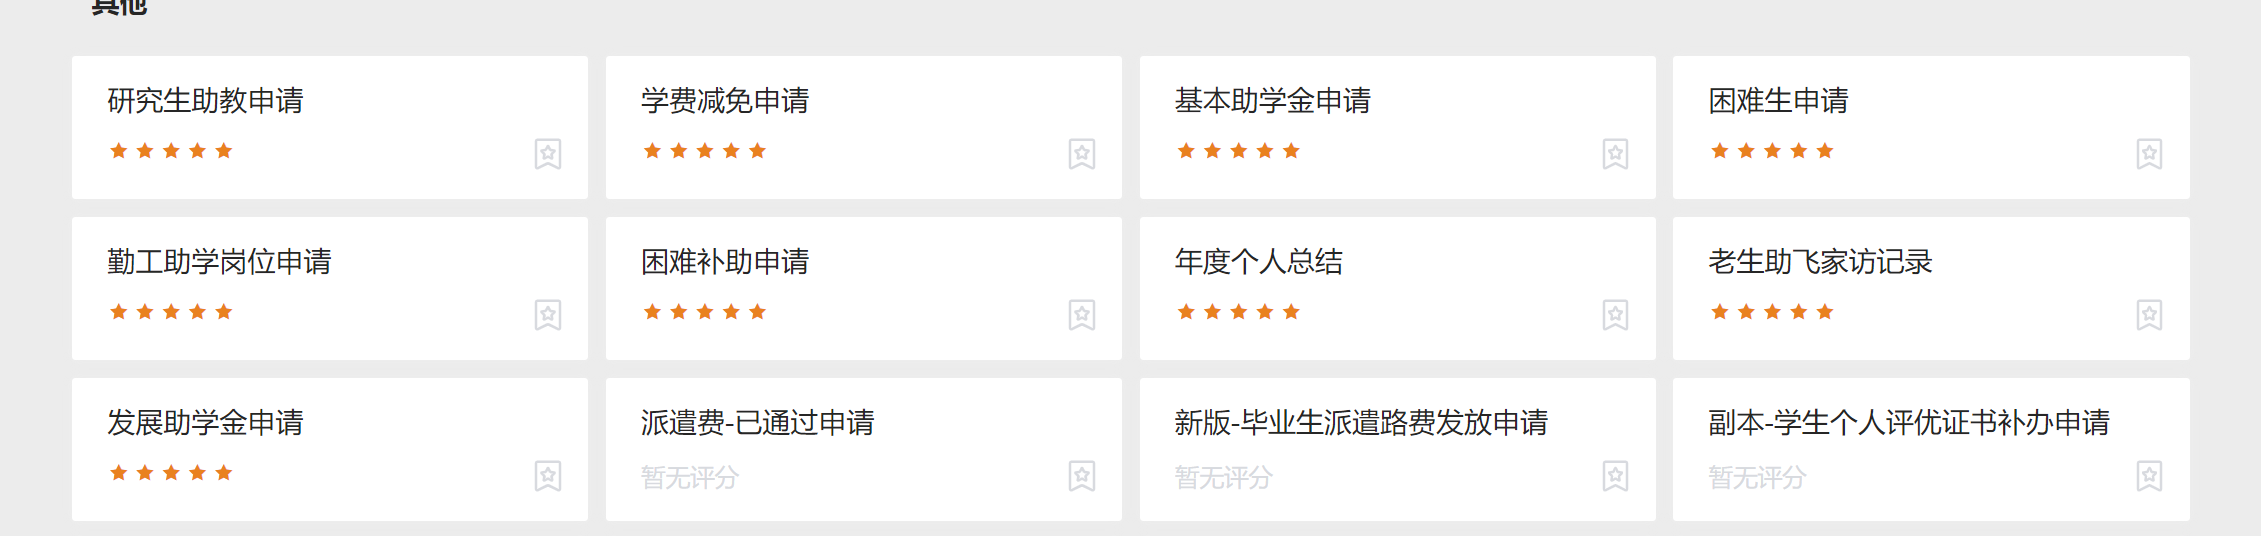 其他
研究生助教申请
学费减免申请
基本助学金申请
困难生申请
勤工助学岗位申请
困难补助申请
年度个人总结
老生助飞家访记录
发展助学金申请
派遣费-已通过申请
新版-毕业生派遣路费发放申请
副本-学生个人评优证书补办申请
暂无评分
暂无评分
暂无评分